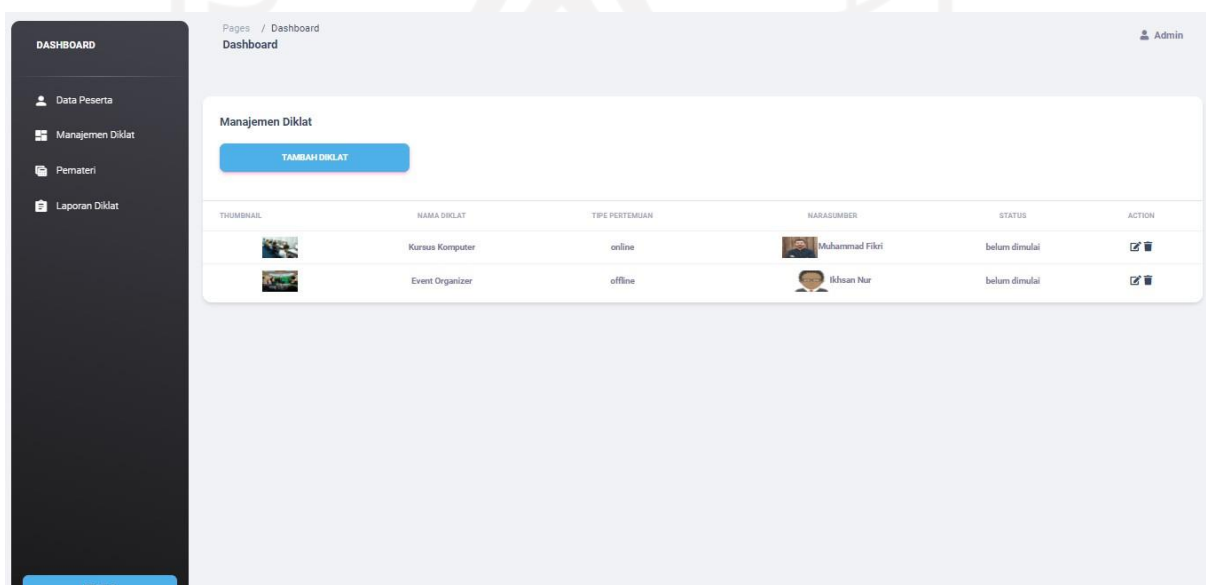 DASHBOARD
Data Peserta
Manajemen Diklat
Pemateri
Laporan Diklat
Pages / Dashboard
Dashboard
Admin
Manajemen Diklat
TAMBAH DIKLAT
THUMBNAIL NAMA DIKLAT TIPE PERTEMUAN NARASUMBER STATUS ACTION
Kursus Komputer online Muhammad Fikri belum dimulai
Event Organizer offline Ikhsan Nur belum dimulai